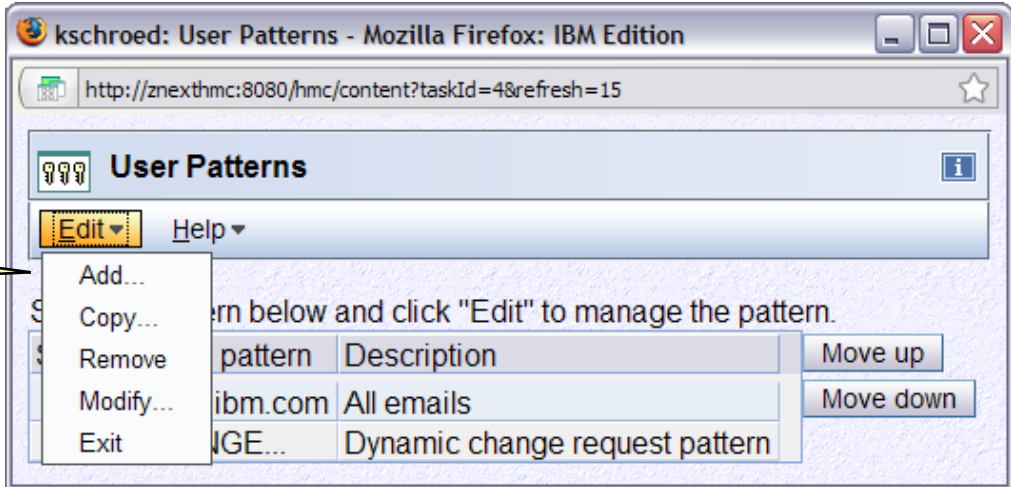 kschroed: User Patterns - Mozilla Firefox: IBM Edition
http://znexthmc:8080/hmc/content?taskId=4&refresh=15
User Patterns
i
Edit Help
Add...
Copy...
Remove
Modify...
Exit
below and click "Edit" to manage the pattern.
pattern Description Move up
ibm.com All emails Move down
Dynamic change request pattern